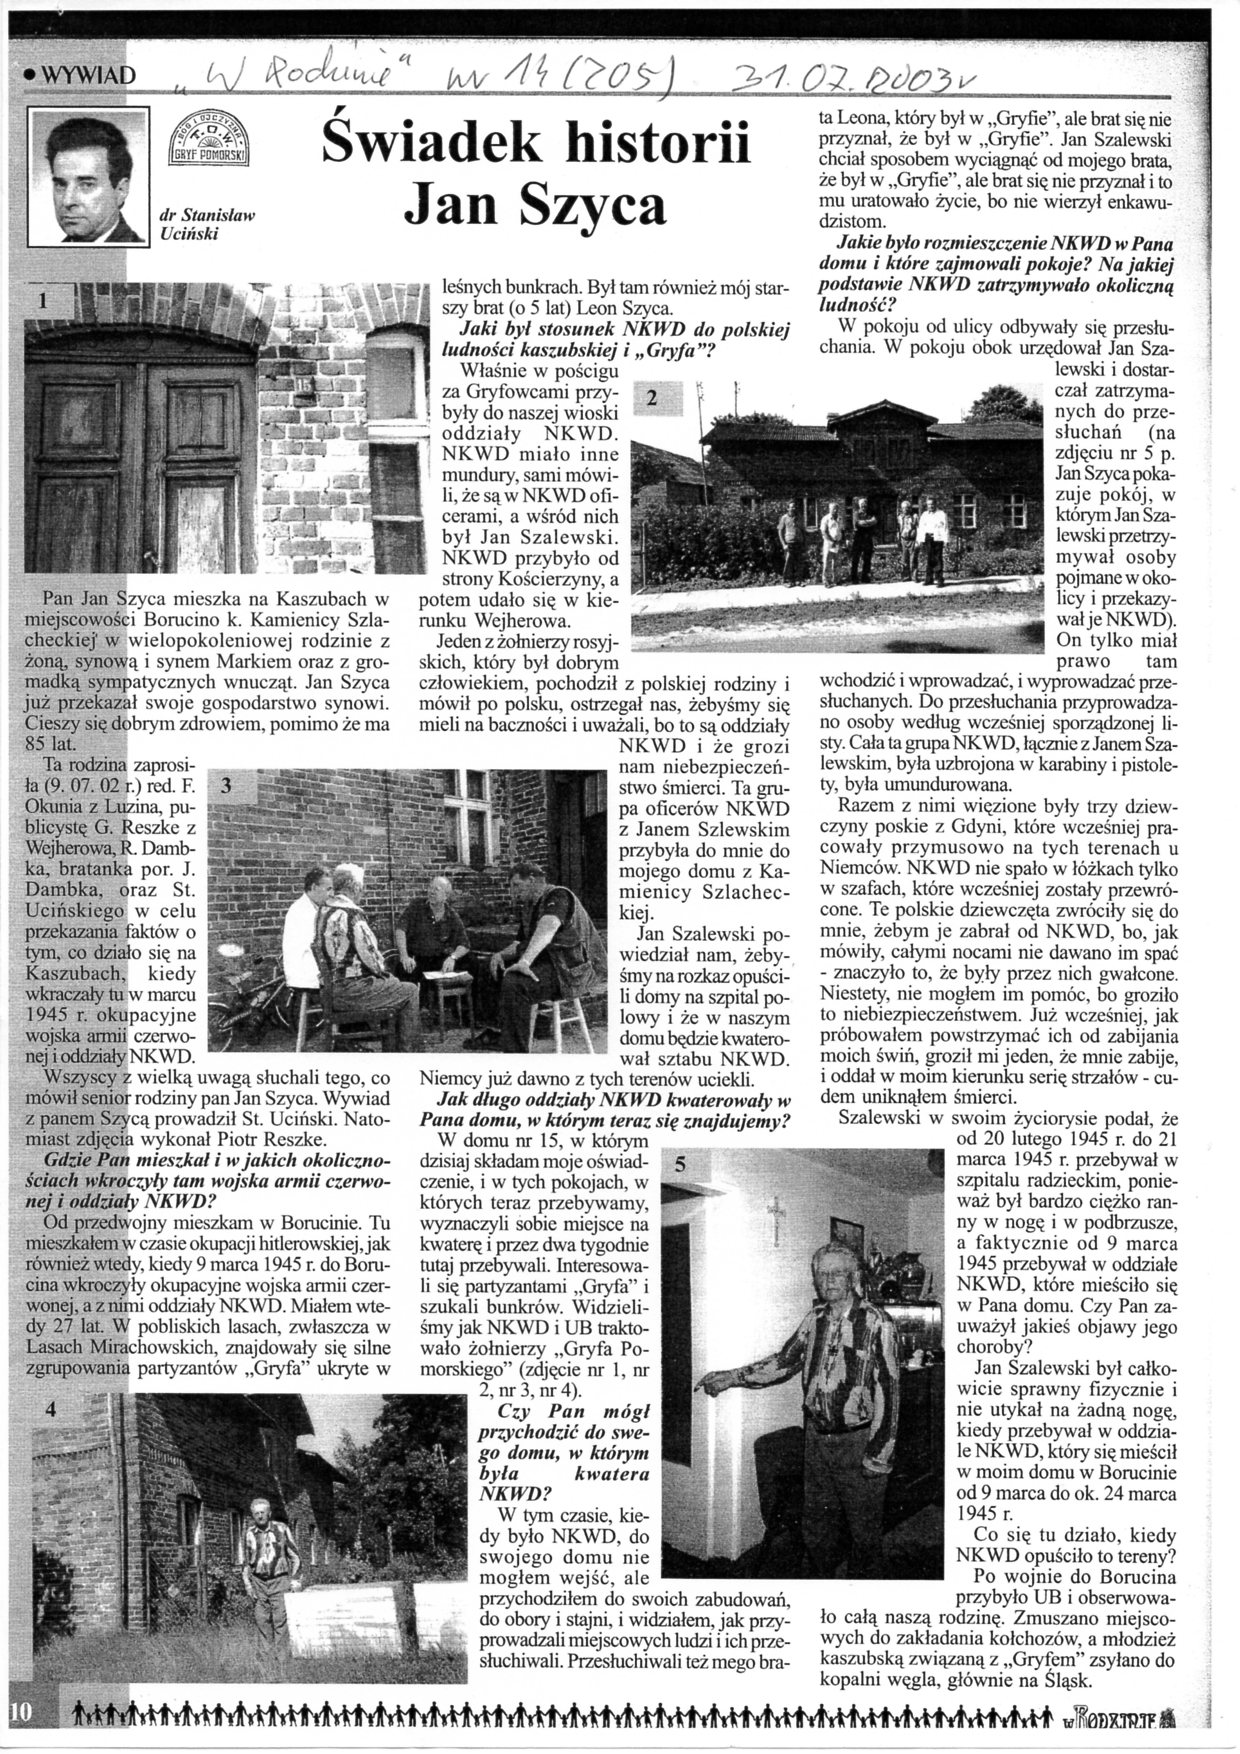 • WYWIAD
„W Rodzinie" nr 14 (205) 31.07.2003 r
BÓG I OJCZYZNA
T.O.W.
GRYF POMORSKI
dr Stanisław
Uciński
Świadek historii
Jan Szyca
1
15
Pan Jan Szyca mieszka na Kaszubach w
miejscowości Borucino k. Kamienicy Szla-
checkiej w wielopokoleniowej rodzinie z
żoną, synową i synem Markiem oraz z gro-
madką sympatycznych wnucząt. Jan Szyca
już przekazał swoje gospodarstwo synowi.
Cieszy się dobrym zdrowiem, pomimo że ma
85 lat.
Ta rodzina zaprosi-
ła (9. 07. 02 r.) red. F.
Okunia z Luzina, pu-
blicystę G. Reszke z
Wejherowa, R. Damb-
ka, bratanka por. J.
Dambka, oraz St.
Ucińskiego w celu
przekazania faktów o
tym, co działo się na
Kaszubach, kiedy
wkraczały tu w marcu
1945 r. okupacyjne
wojska armii czerwo-
nej i oddziały NKWD.
Wszyscy z wielką uwagą słuchali tego, co
mówił senior rodziny pan Jan Szyca. Wywiad
z panem Szycą prowadził St. Uciński. Nato-
miast zdjęcia wykonał Piotr Reszke.
Gdzie Pan mieszkał i w jakich okoliczno-
ściach wkroczyły tam wojska armii czerwo-
nej i oddziały NKWD?
Od przedwojny mieszkam w Borucinie. Tu
mieszkałem w czasie okupacji hitlerowskiej, jak
również wtedy, kiedy 9 marca 1945 r. do Boru-
cina wkroczyły okupacyjne wojska armii czer-
wonej, a z nimi oddziały NKWD. Miałem wte-
dy 27 lat. W pobliskich lasach, zwłaszcza w
Lasach Mirachowskich, znajdowały się silne
zgrupowania partyzantów „Gryfa” ukryte w
4
leśnych bunkrach. Był tam również mój star-
szy brat (o 5 lat) Leon Szyca.
Jaki był stosunek NKWD do polskiej
ludności kaszubskiej i „Gryfa”?
Właśnie w pościgu
za Gryfowcami przy-
były do naszej wioski
oddziały NKWD.
NKWD miało inne
mundury, sami mówi-
li, że są w NKWD ofi-
cerami, a wśród nich
był Jan Szalewski.
NKWD przybyło od
strony Kościerzyny, a
potem udało się w kie-
runku Wejherowa.
Jeden z żołnierzy rosyj-
skich, który był dobrym
człowiekiem, pochodził z polskiej rodziny i
mówił po polsku, ostrzegał nas, żebyśmy się
mieli na baczności i uważali, bo to są oddziały
NKWD i że grozi
nam niebezpieczeń-
stwo śmierci. Ta gru-
pa oficerów NKWD
z Janem Szlewskim
przybyła do mnie do
mojego domu z Ka-
mienicy Szlachec-
kiej.
3
Jan Szalewski po-
wiedział nam, żeby-
śmy na rozkaz opuści-
li domy na szpital po-
lowy i że w naszym
domu będzie kwatero-
wał sztabu NKWD.
Niemcy już dawno z tych terenów uciekli.
Jak długo oddziały NKWD kwaterowały w
Pana domu, w którym teraz się znajdujemy?
W domu nr 15, w którym
dzisiaj składam moje oświad-
czenie, i w tych pokojach, w
których teraz przebywamy,
wyznaczyli sobie miejsce na
kwaterę i przez dwa tygodnie
tutaj przebywali. Interesowa-
li się partyzantami „Gryfa” i
szukali bunkrów. Widzieli-
śmy jak NKWD i UB trakto-
wało żołnierzy „Gryfa Po-
morskiego” (zdjęcie nr 1, nr
2, nr 3, nr 4).
Czy Pan mógł
przychodzić do swe-
go domu, w którym
była kwatera
NKWD?
W tym czasie, kie-
dy było NKWD, do
swojego domu nie
mogłem wejść, ale
przychodziłem do swoich zabudowań,
do obory i stajni, i widziałem, jak przy-
prowadzali miejscowych ludzi i ich prze-
słuchiwali. Przesłuchiwali też mego bra-
ta Leona, który był w „Gryfie”, ale brat się nie
przyznał, że był w „Gryfie”. Jan Szalewski
chciał sposobem wyciągnąć od mojego brata,
że był w „Gryfie”, ale brat się nie przyznał i to
mu uratowało życie, bo nie wierzył enkawu-
dzistom.
Jakie było rozmieszczenie NKWD w Pana
domu i które zajmowali pokoje? Na jakiej
podstawie NKWD zatrzymywało okoliczną
ludność?
W pokoju od ulicy odbywały się przesłu-
chania. W pokoju obok urzędował Jan Sza-
lewski i dostar-
czał zatrzyma-
nych do prze-
słuchań (na
zdjęciu nr 5 p.
Jan Szyca poka-
zuje pokój, w
którym Jan Sza-
lewski przetrzy-
mywał osoby
pojmane w oko-
licy i przekazy-
wał je NKWD).
On tylko miał
prawo tam
2
wchodzić i wprowadzać, i wyprowadzać prze-
słuchanych. Do przesłuchania przyprowadza-
no osoby według wcześniej sporządzonej li-
sty. Cała ta grupa NKWD, łącznie z Janem Sza-
lewskim, była uzbrojona w karabiny i pistole-
ty, była umundurowana.
Razem z nimi więzione były trzy dziew-
czyny poskie z Gdyni, które wcześniej pra-
cowały przymusowo na tych terenach u
Niemców. NKWD nie spało w łóżkach tylko
w szafach, które wcześniej zostały przewró-
cone. Te polskie dziewczęta zwróciły się do
mnie, żebym je zabrał od NKWD, bo, jak
mówiły, całymi nocami nie dawano im spać
- znaczyło to, że były przez nich gwałcone.
Niestety, nie mogłem im pomóc, bo groziło
to niebiezpieczeństwem. Już wcześniej, jak
próbowałem powstrzymać ich od zabijania
moich świń, groził mi jeden, że mnie zabije,
i oddał w moim kierunku serię strzałów - cu-
dem uniknąłem śmierci.
Szalewski w swoim życiorysie podał, że
od 20 lutego 1945 r. do 21
marca 1945 r. przebywał w
szpitalu radzieckim, ponie-
waż był bardzo ciężko ran-
ny w nogę i w podbrzusze,
a faktycznie od 9 marca
1945 przebywał w oddziale
NKWD, które mieściło się
w Pana domu. Czy Pan za-
uważył jakieś objawy jego
choroby?
5
Jan Szalewski był całko-
wicie sprawny fizycznie i
nie utykał na żadną nogę,
kiedy przebywał w oddzia-
le NKWD, który się mieścił
w moim domu w Borucinie
od 9 marca do ok. 24 marca
1945 r.
Co się tu działo, kiedy
NKWD opuściło to tereny?
Po wojnie do Borucina
przybyło UB i obserwowa-
ło całą naszą rodzinę. Zmuszano miejsco-
wych do zakładania kołchozów, a młodzież
kaszubską związaną z „Gryfem” zsyłano do
kopalni węgla, głównie na Śląsk.
10
w RODZINIE